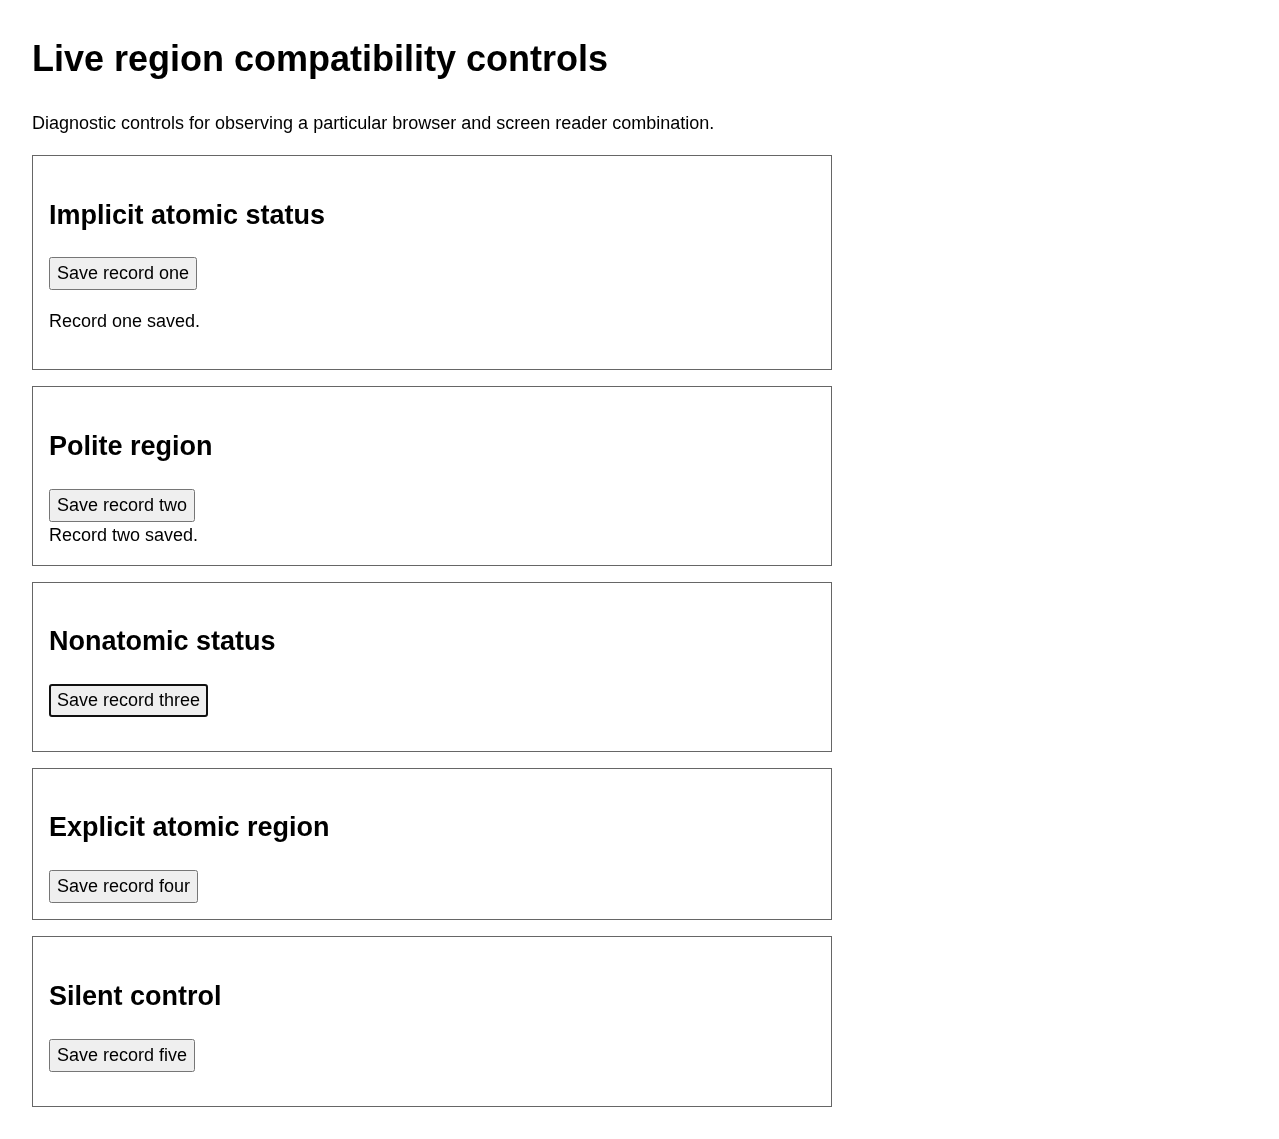 Live region compatibility controls
Diagnostic controls for observing a particular browser and screen reader combination.
Implicit atomic status
Save record one
Record one saved.
Polite region
Save record two
Record two saved.
Nonatomic status
Save record three
Explicit atomic region
Save record four
Silent control
Save record five